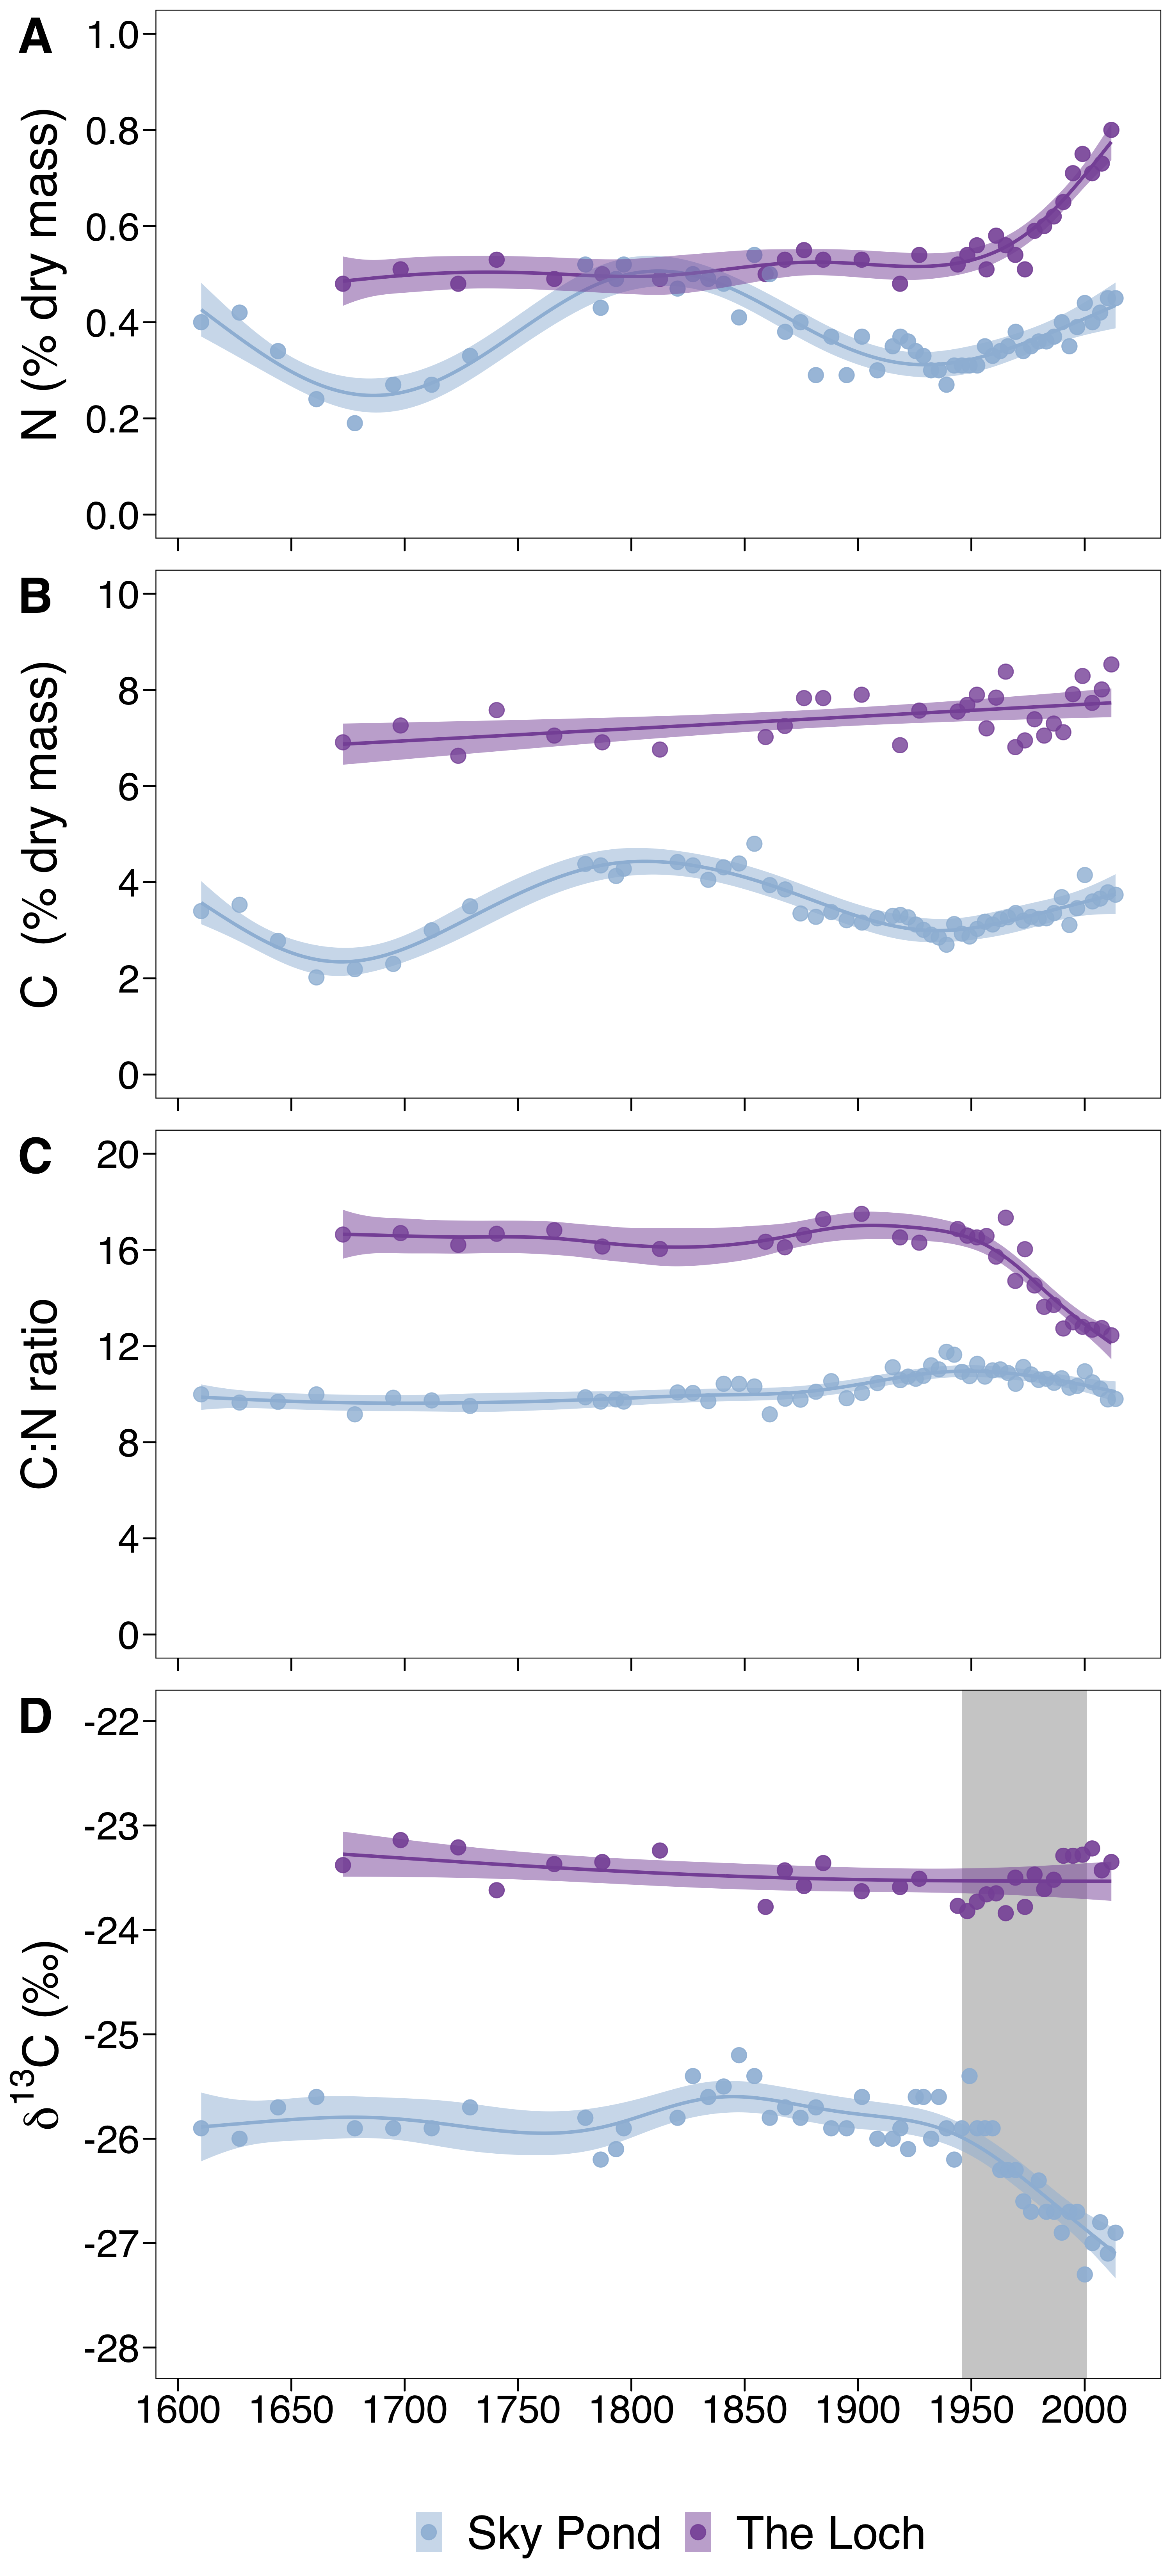 A
N (% dry mass)
1.0
0.8
0.6
0.4
0.2
0.0
B
C (% dry mass)
10
8
6
4
2
0
C
C:N ratio
20
16
12
8
4
0
D
δ¹³C (‰)
-22
-23
-24
-25
-26
-27
-28
1600 1650 1700 1750 1800 1850 1900 1950 2000
Sky Pond The Loch